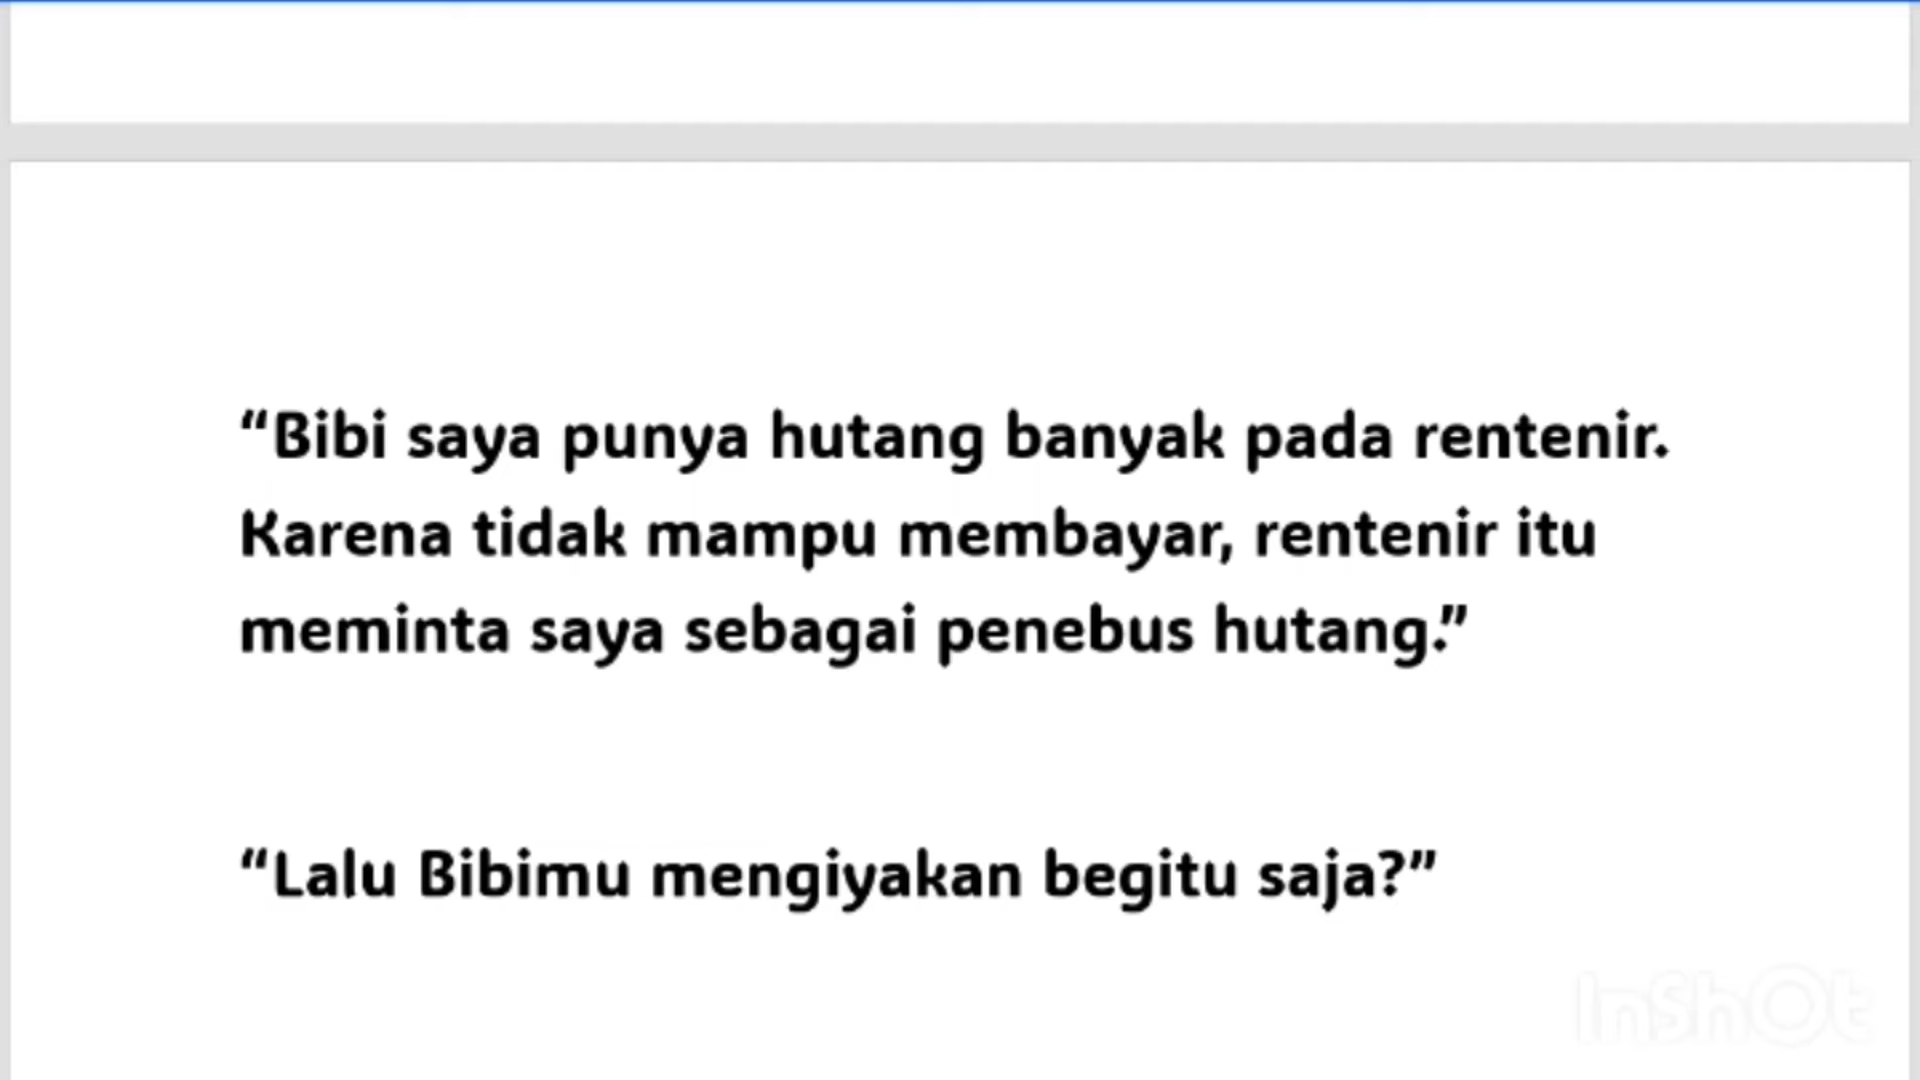 “Bibi saya punya hutang banyak pada rentenir.
Karena tidak mampu membayar, rentenir itu
meminta saya sebagai penebus hutang.”
“Lalu Bibimu mengiyakan begitu saja?”
InShOt